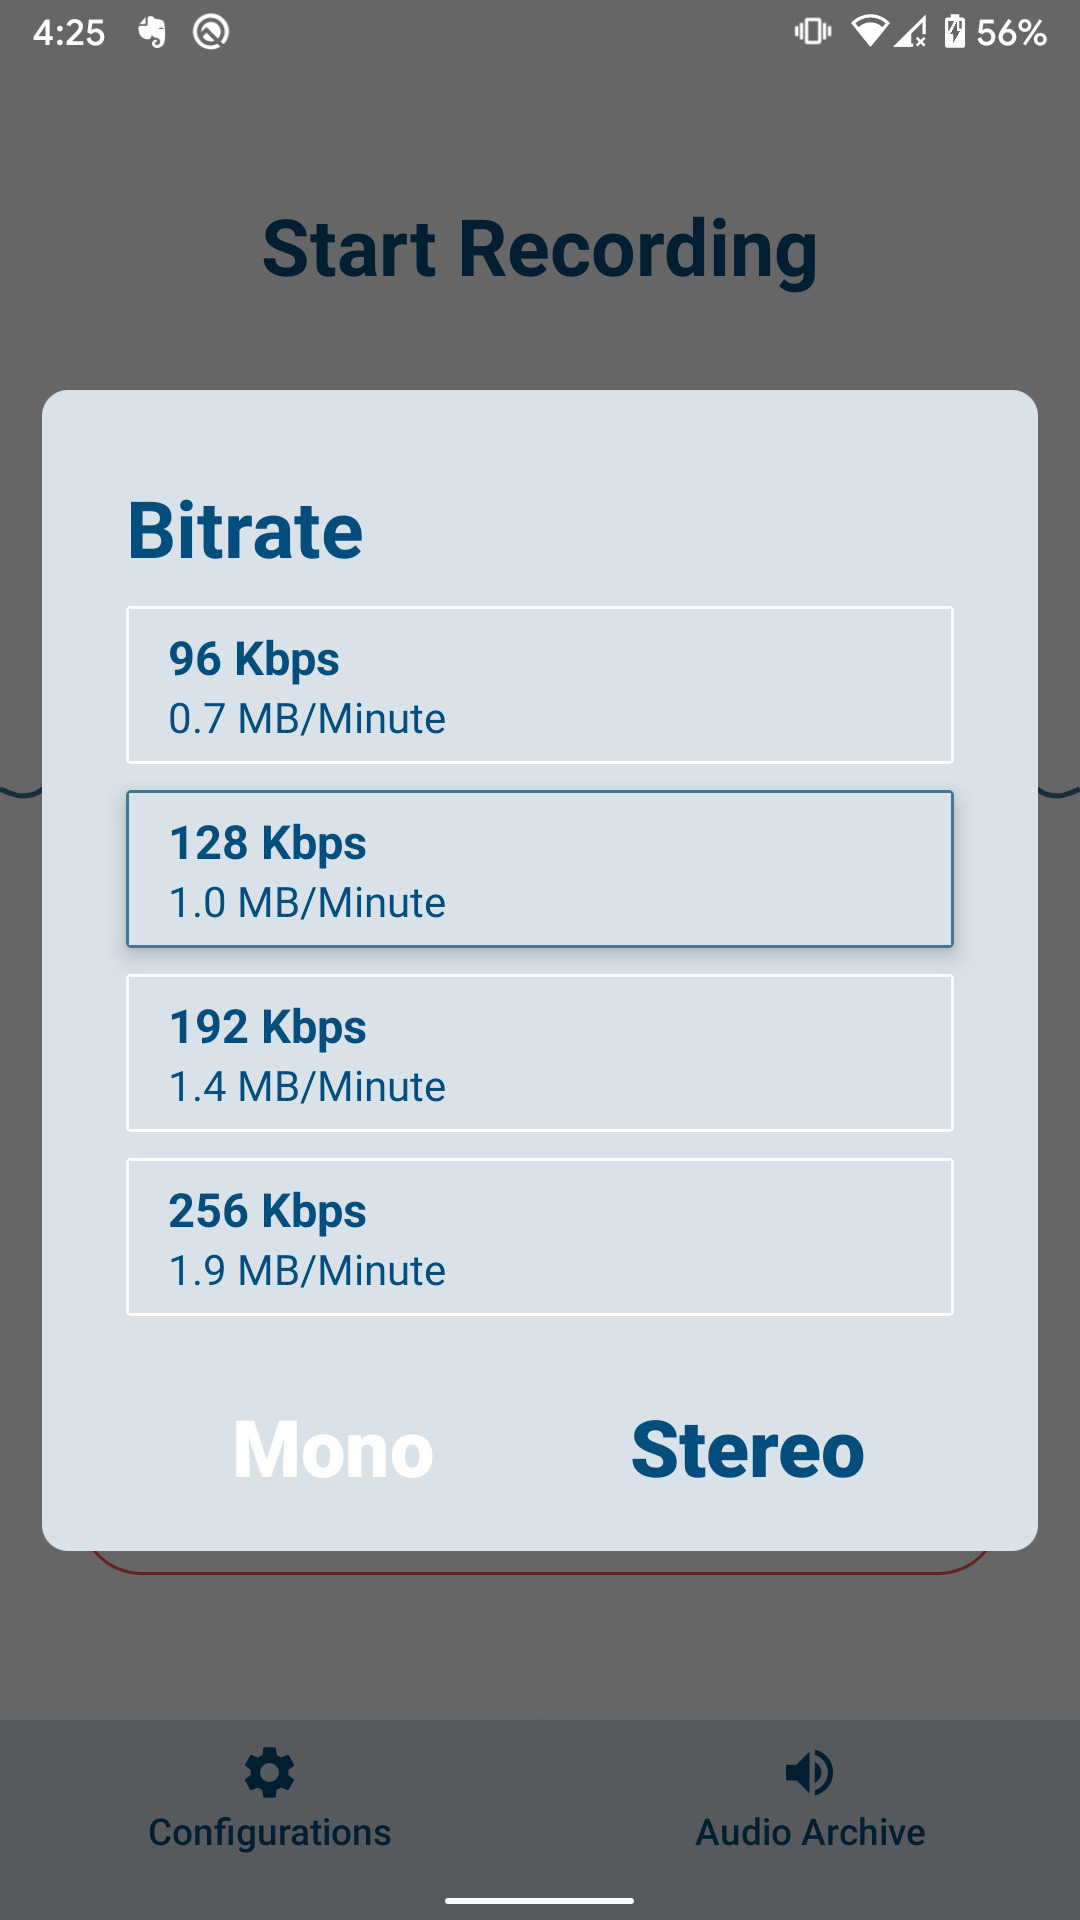 4:25
56%
Start Recording
Bitrate
96 Kbps
0.7 MB/Minute
128 Kbps
1.0 MB/Minute
192 Kbps
1.4 MB/Minute
256 Kbps
1.9 MB/Minute
Mono Stereo
Configurations Audio Archive